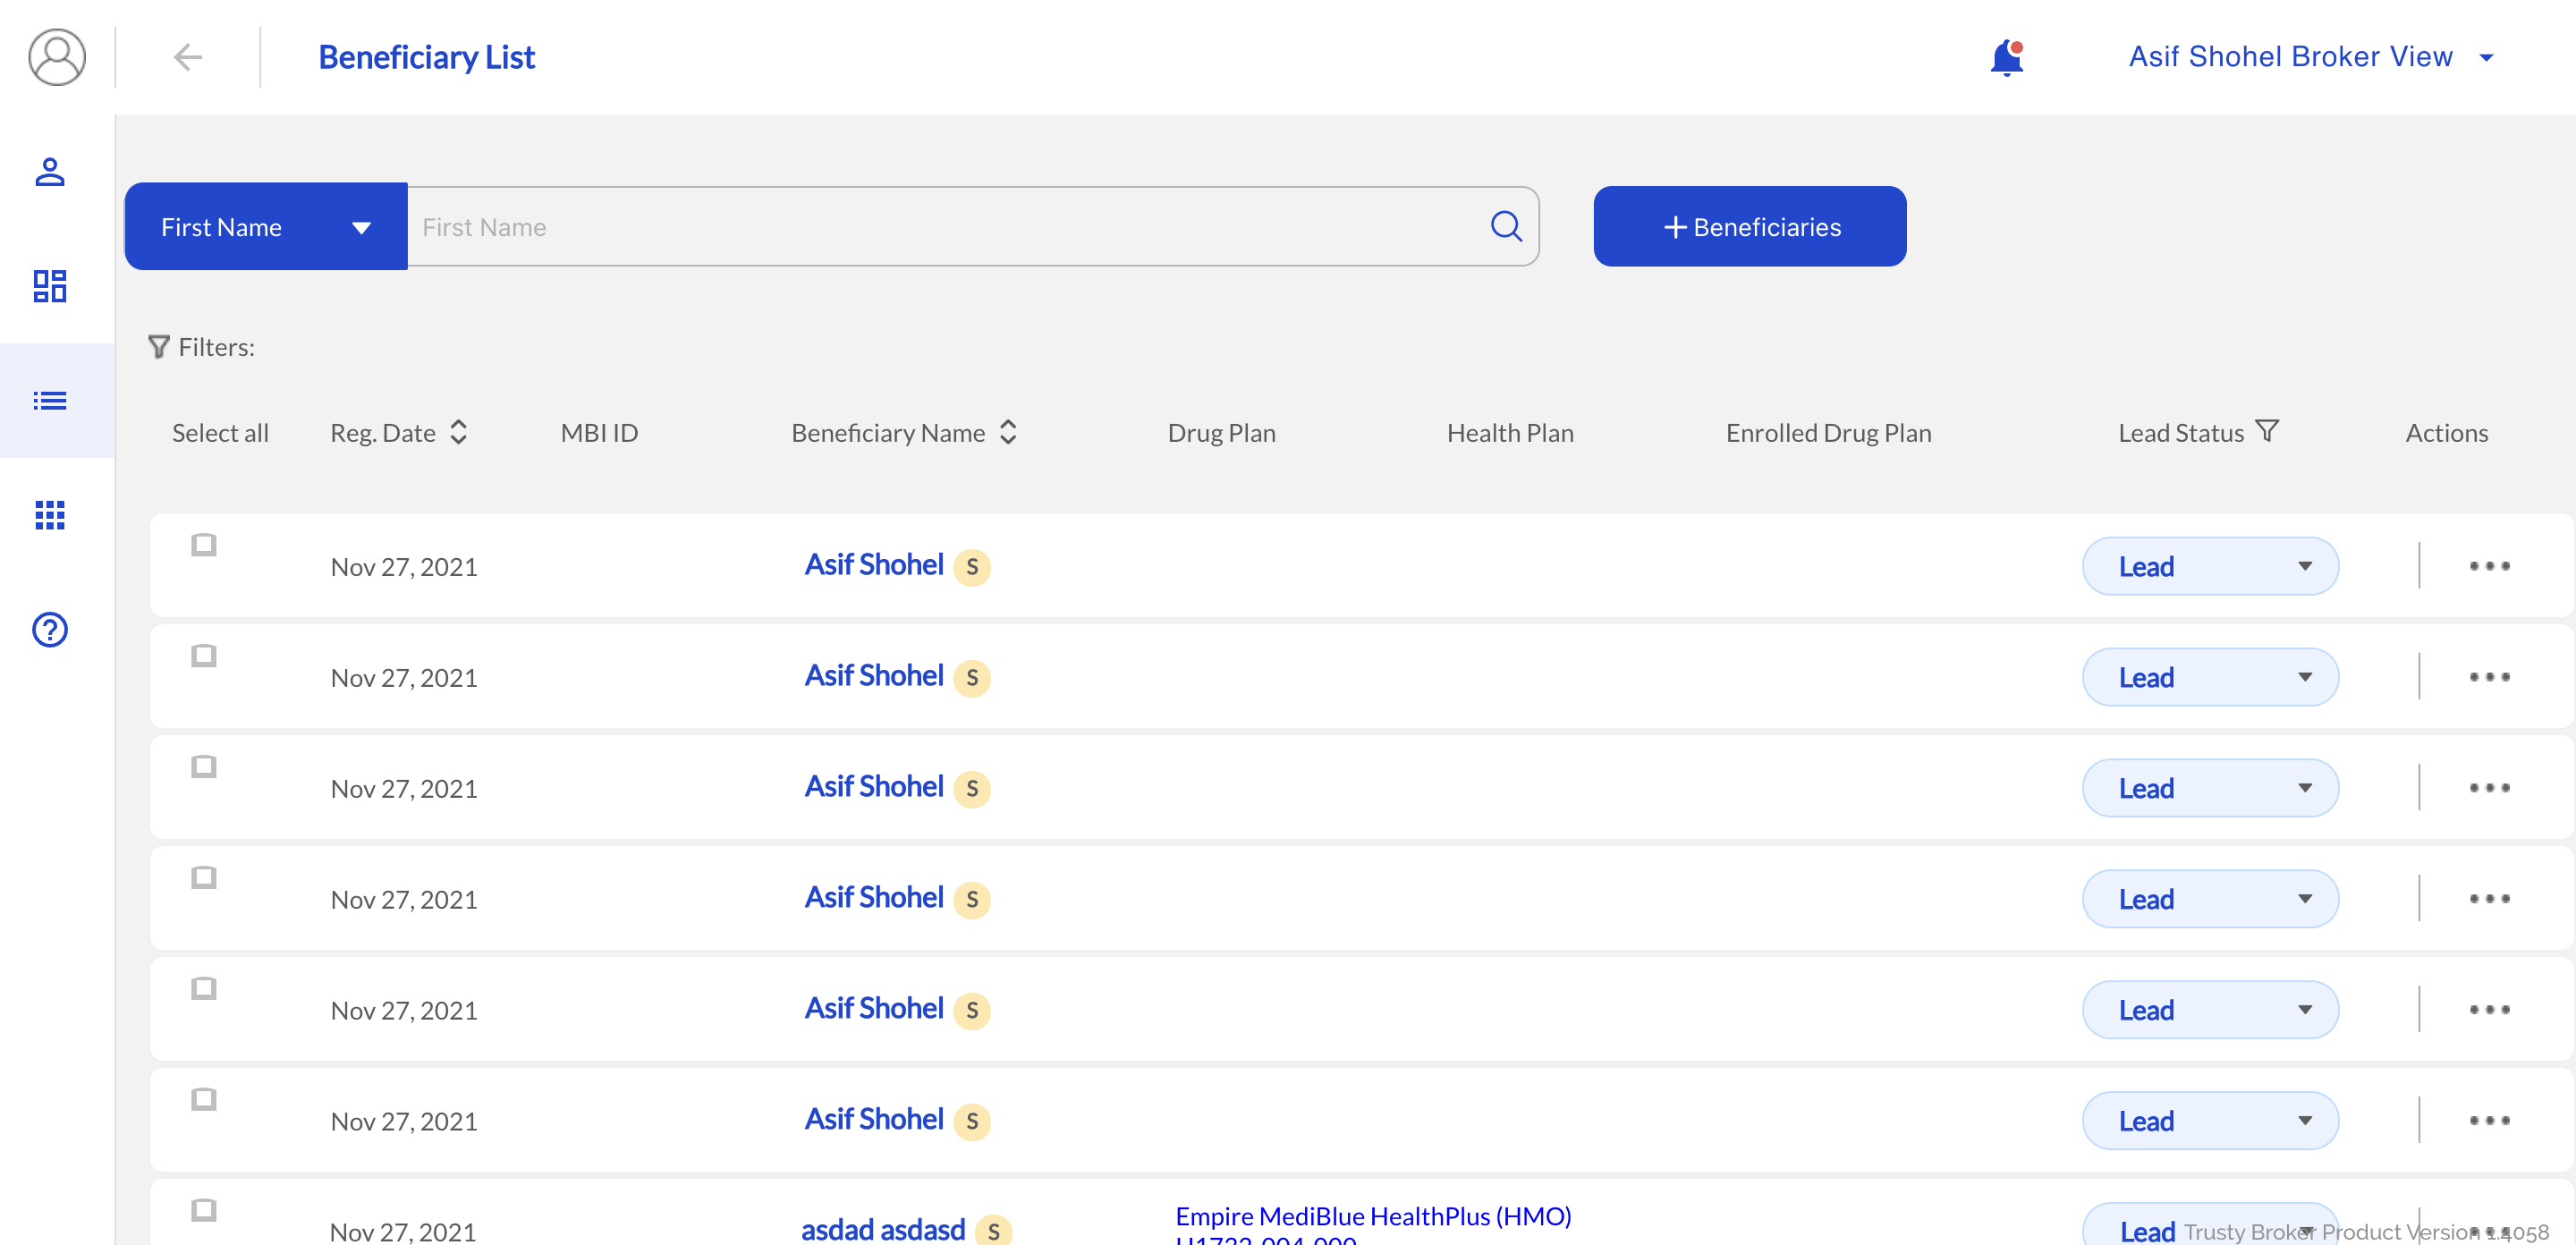 Beneficiary List
Asif Shohel Broker View
First Name
First Name
+ Beneficiaries
Filters:
Select all Reg. Date MBI ID Beneficiary Name Drug Plan Health Plan Enrolled Drug Plan Lead Status Actions
Nov 27, 2021 Asif Shohel S Lead
Nov 27, 2021 Asif Shohel S Lead
Nov 27, 2021 Asif Shohel S Lead
Nov 27, 2021 Asif Shohel S Lead
Nov 27, 2021 Asif Shohel S Lead
Nov 27, 2021 Asif Shohel S Lead
Empire MediBlue HealthPlus (HMO)
Nov 27, 2021 asdad asdasd S Lead
Trusty Broker Product Version